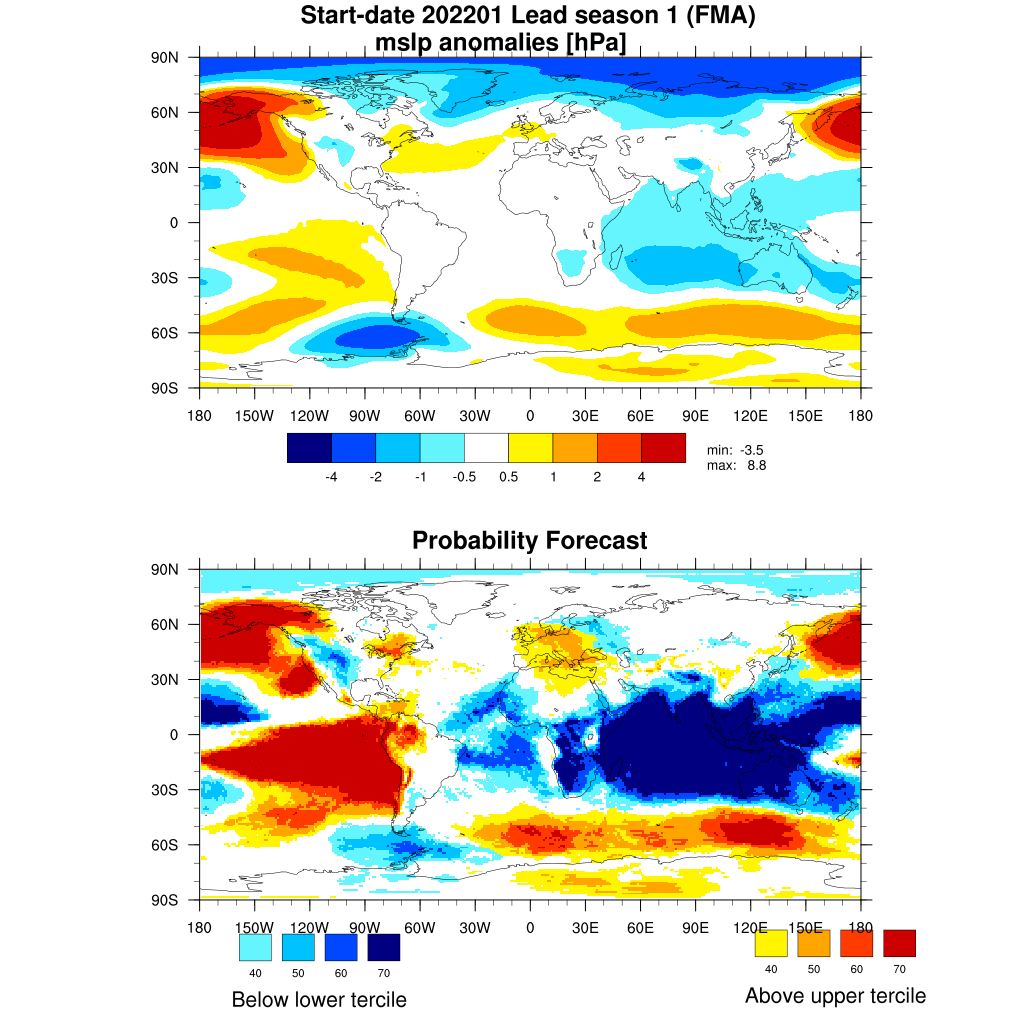 Start-date 202201 Lead season 1 (FMA)
mslp anomalies [hPa]
90N
60N
30N
0
30S
60S
90S
180 150W 120W 90W 60W 30W 0 30E 60E 90E 120E 150E 180
-4 -2 -1 -0.5 0.5 1 2 4
min: -3.5
max: 8.8
Probability Forecast
90N
60N
30N
0
30S
60S
90S
180 150W 120W 90W 60W 30W 0 30E 60E 90E 120E 150E 180
40 50 60 70
Below lower tercile
40 50 60 70
Above upper tercile